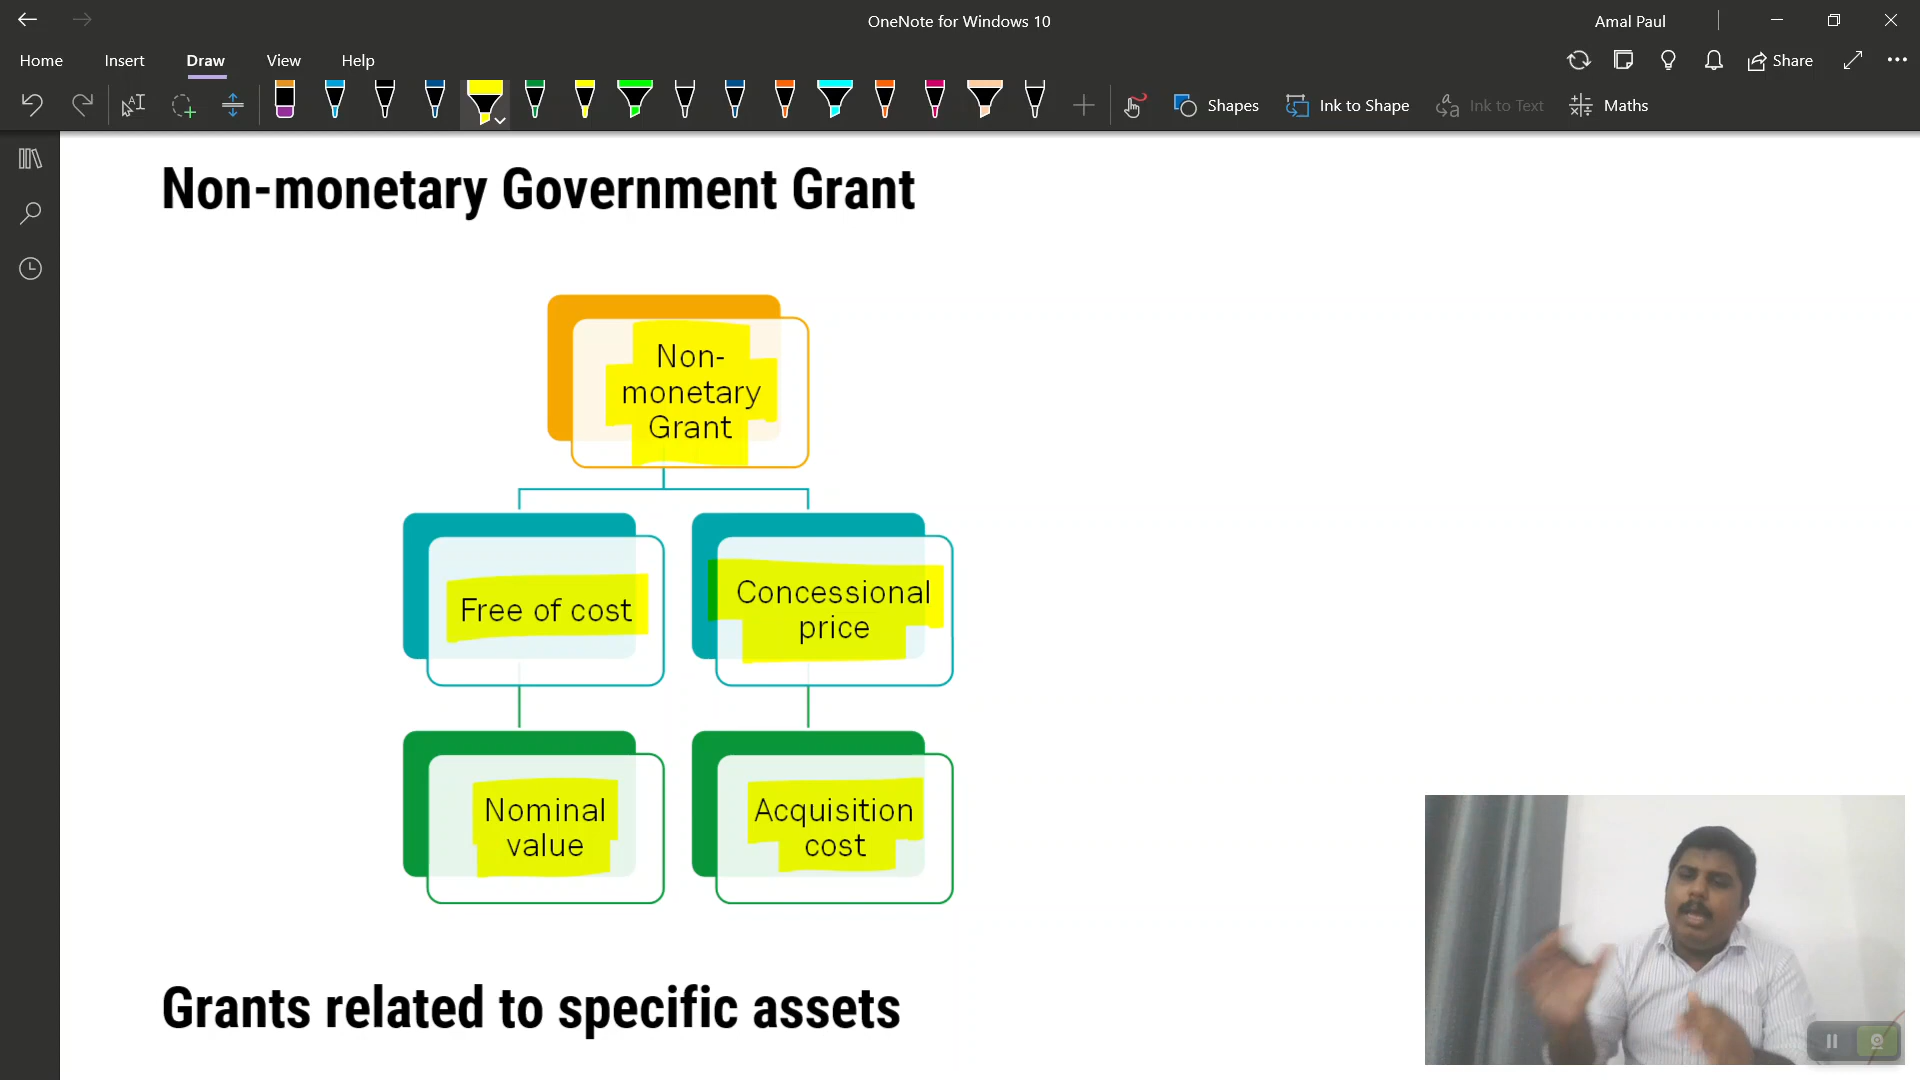 OneNote for Windows 10
Amal Paul
Home Insert Draw View Help
Share
Shapes Ink to Shape Ink to Text Maths
Non-monetary Government Grant
Non-
monetary
Grant
Free of cost
Concessional
price
Nominal
value
Acquisition
cost
Grants related to specific assets